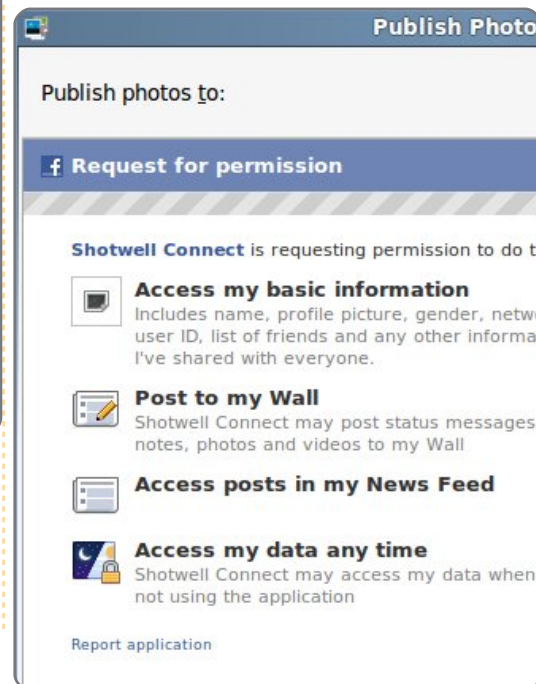 Publish Photo
Publish photos to:
f Request for permission
Shotwell Connect is requesting permission to do t
Access my basic information
Includes name, profile picture, gender, netw
user ID, list of friends and any other informa
I've shared with everyone.
Post to my Wall
Shotwell Connect may post status messages
notes, photos and videos to my Wall
Access posts in my News Feed
Access my data any time
Shotwell Connect may access my data when
not using the application
Report application